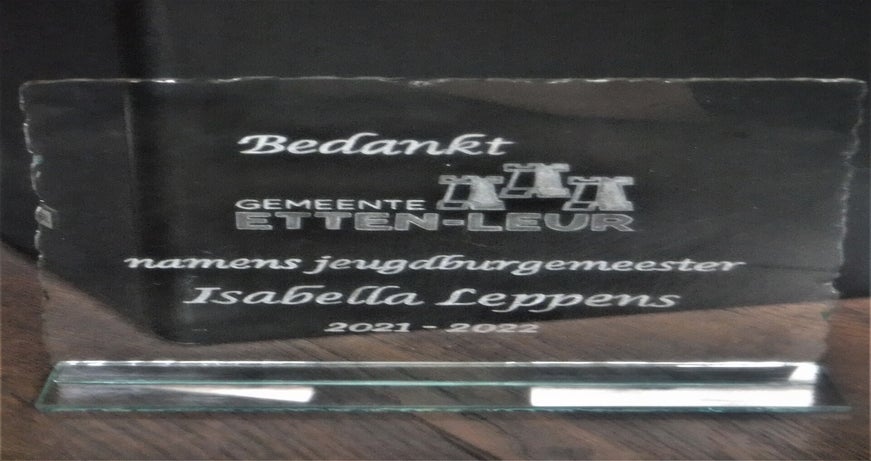 Bedankt
GEMEENTE
ETTEN-LEUR
namens jeugdburgemeester
Isabella Leppens
2021 - 2022